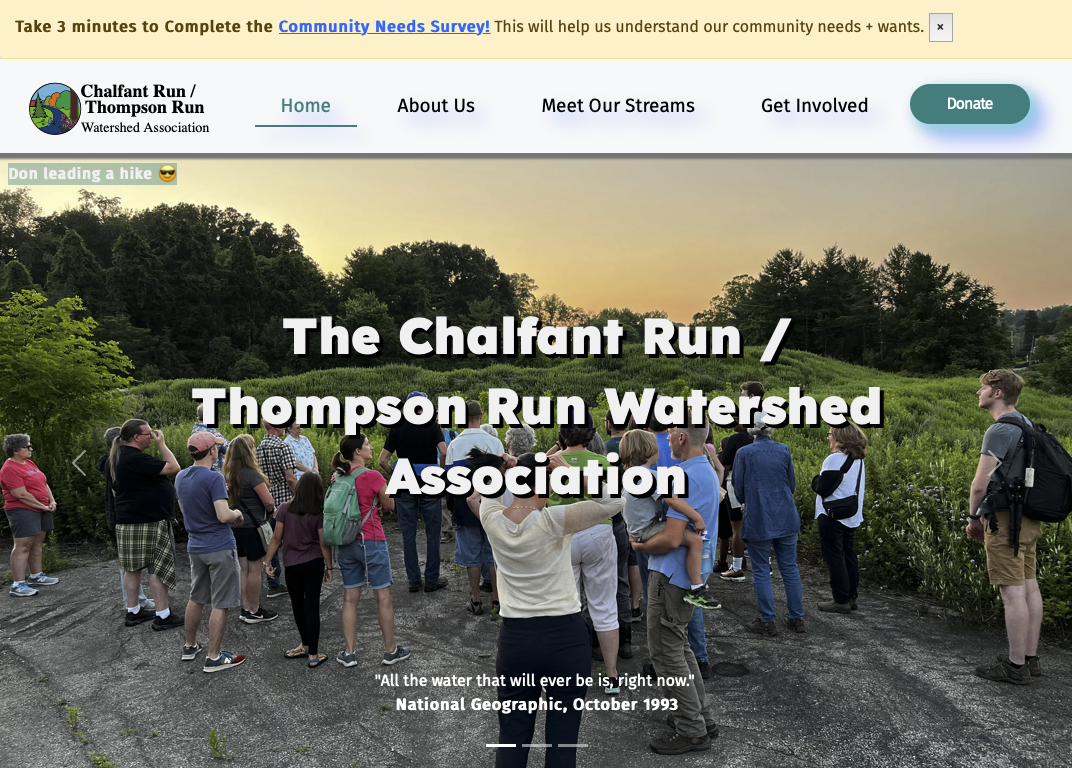 Take 3 minutes to Complete the Community Needs Survey! This will help us understand our community needs + wants. ×
Chalfant Run /
Thompson Run
Watershed Association
Home
About Us
Meet Our Streams
Get Involved
Donate
Don leading a hike 😎
The Chalfant Run /
Thompson Run Watershed
Association
"All the water that will ever be is, right now."
National Geographic, October 1993